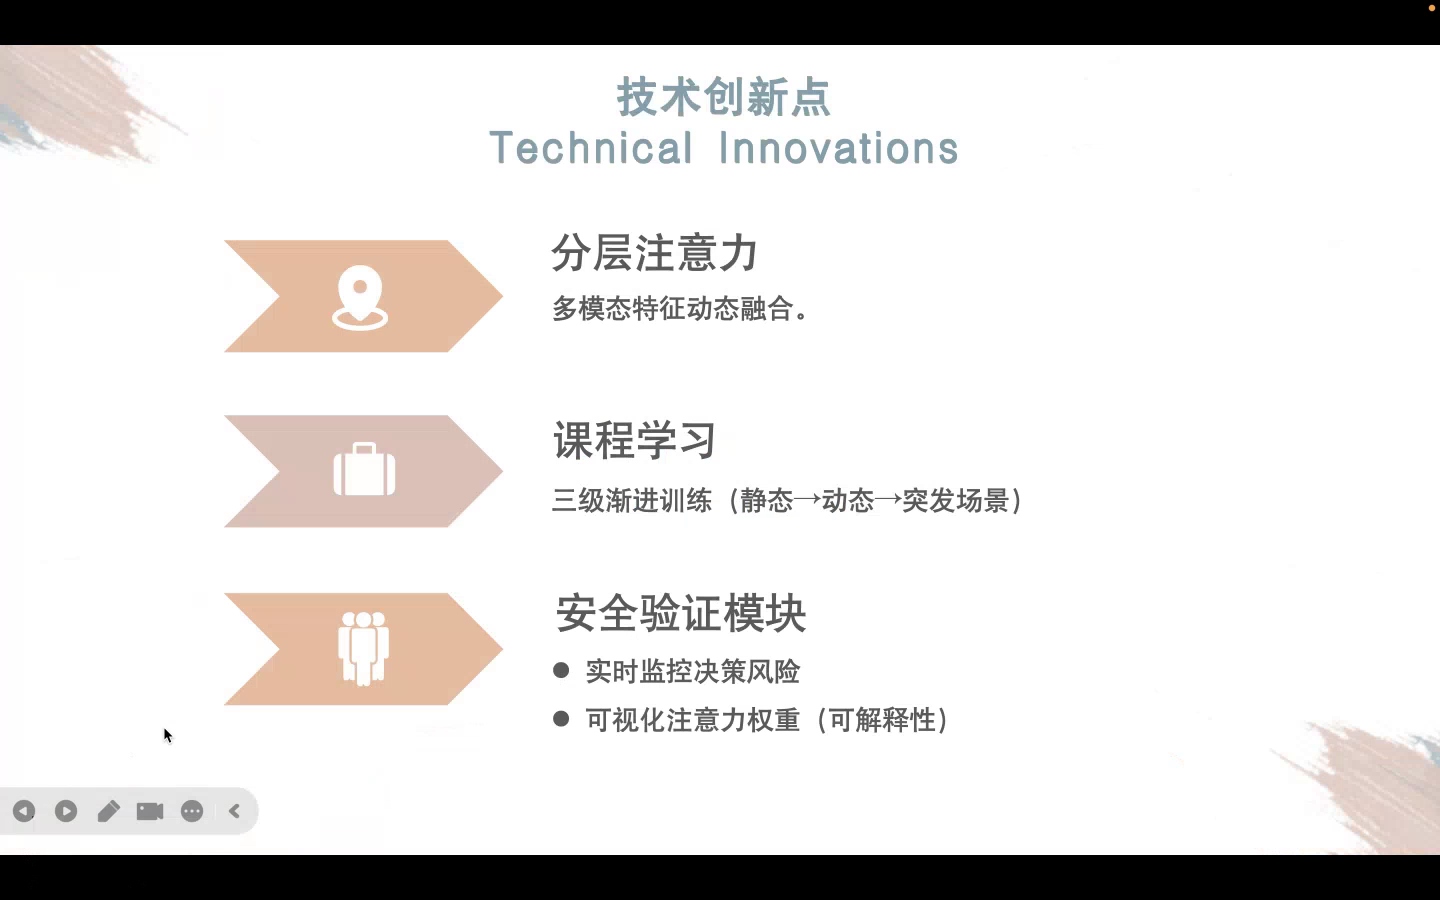 技术创新点
Technical Innovations
分层注意力
多模态特征动态融合。
课程学习
三级渐进训练（静态→动态→突发场景）
安全验证模块
● 实时监控决策风险
● 可视化注意力权重（可解释性）